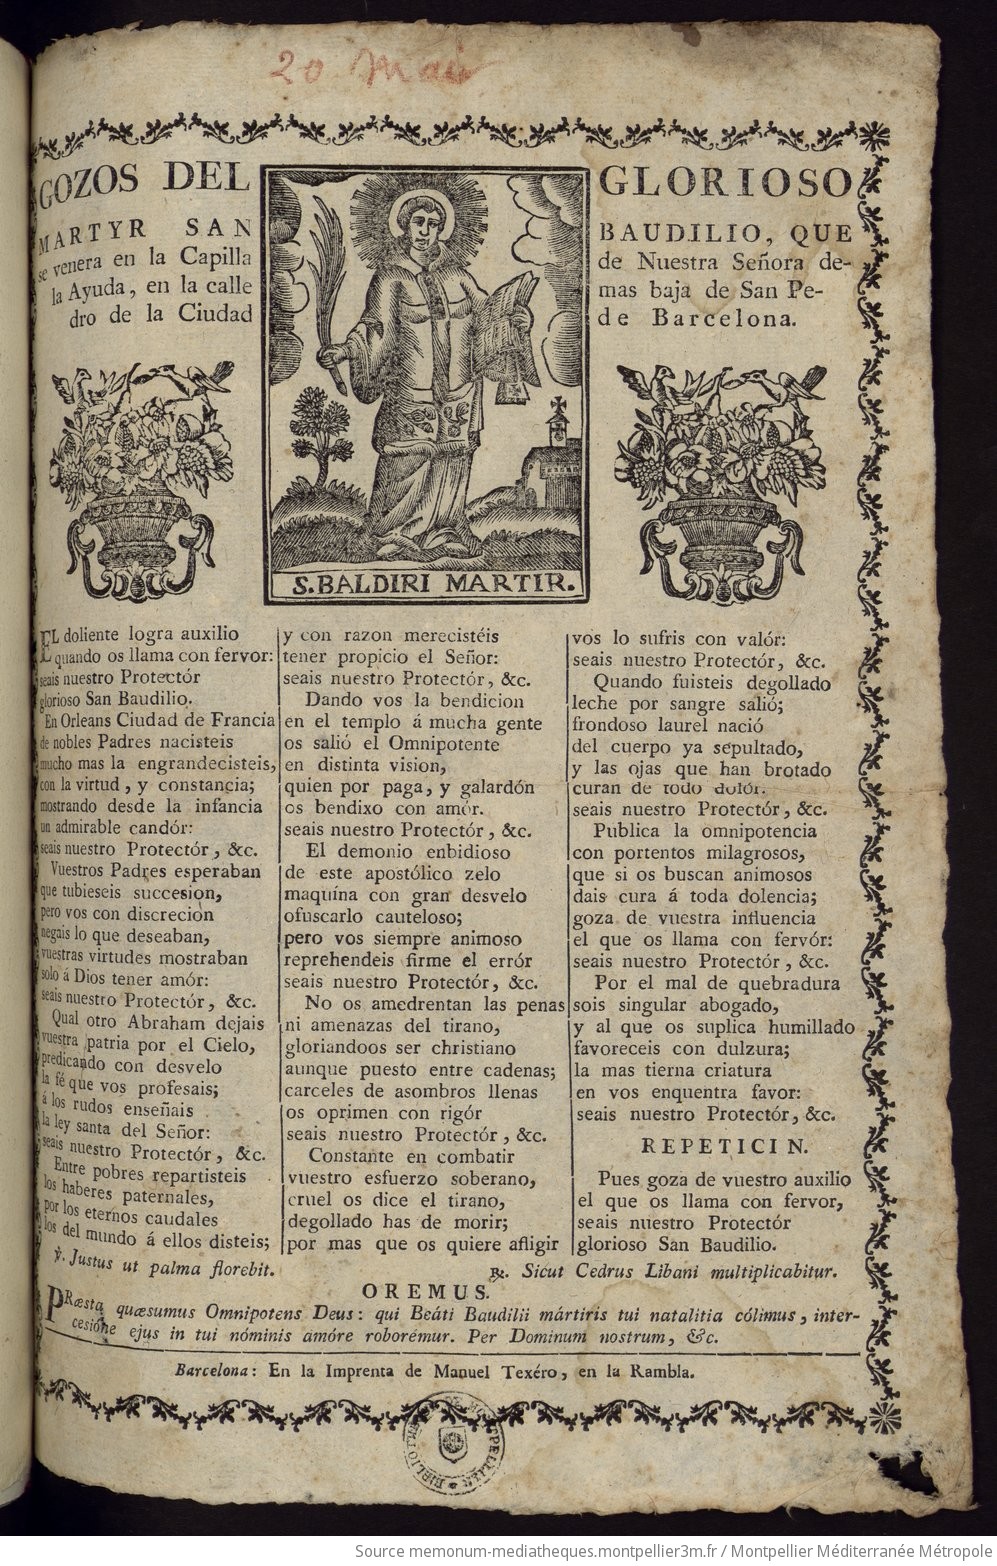 20 Mai
GOZOS DEL GLORIOSO
MARTYR SAN BAUDILIO, QUE
se venera en la Capilla de Nuestra Señora de-
la Ayuda, en la calle mas baja de San Pe-
dro de la Ciudad de Barcelona.
S. BALDIRI MARTIR.
EL doliente logra auxilio
quando os llama con fervor:
seais nuestro Protectór
glorioso San Baudilio.
En Orleans Ciudad de Francia
de nobles Padres nacisteis
mucho mas la engrandecisteis,
con la virtud, y constancia;
mostrando desde la infancia
un admirable candór:
seais nuestro Protectór, &c.
Vuestros Padres esperaban
que tubieseis succesion,
pero vos con discrecion
negais lo que deseaban,
vuestras virtudes mostraban
solo á Dios tener amór:
seais nuestro Protectór, &c.
Qual otro Abraham dejais
vuestra patria por el Cielo,
predicando con desvelo
la fé que vos profesais;
á los rudos enseñais
la ley santa del Señor:
seais nuestro Protectór, &c.
Entre pobres repartisteis
los haberes paternales,
por los eternos caudales
los del mundo á ellos disteis;
y con razon merecistéis
tener propicio el Señor:
seais nuestro Protectór, &c.
Dando vos la bendicion
en el templo á mucha gente
os salió el Omnipotente
en distinta vision,
quien por paga, y galardón
os bendixo con amór.
seais nuestro Protectór, &c.
El demonio enbidioso
de este apostólico zelo
maquína con gran desvelo
ofuscarlo cauteloso;
pero vos siempre animoso
reprehendeis firme el errór
seais nuestro Protectór, &c.
No os amedrentan las penas
ni amenazas del tirano,
gloriandoos ser christiano
aunque puesto entre cadenas;
carceles de asombros llenas
os oprimen con rigór
seais nuestro Protectór, &c.
Constante en combatir
vuestro esfuerzo soberano,
cruel os dice el tirano,
degollado has de morir;
por mas que os quiere afligir
vos lo sufris con valór:
seais nuestro Protectór, &c.
Quando fuisteis degollado
leche por sangre salió;
frondoso laurel nació
del cuerpo ya sepultado,
y las ojas que han brotado
curan de todo dolór.
seais nuestro Protectór, &c.
Publica la omnipotencia
con portentos milagrosos,
que si os buscan animosos
dais cura á toda dolencia;
goza de vuestra influencia
el que os llama con fervór:
seais nuestro Protectór, &c.
Por el mal de quebradura
sois singular abogado,
y al que os suplica humillado
favoreceis con dulzura;
la mas tierna criatura
en vos enquentra favor:
seais nuestro Protectór, &c.
REPETICI N.
Pues goza de vuestro auxilio
el que os llama con fervor,
seais nuestro Protectór
glorioso San Baudilio.
℣. Justus ut palma florebit. ℟. Sicut Cedrus Libani multiplicabitur.
OREMUS.
PRæsta quæsumus Omnipotens Deus: qui Beáti Baudilii mártiris tui natalitia cólimus, inter-
cesióne ejus in tui nóminis amóre roborémur. Per Dominum nostrum, &c.
Barcelona: En la Imprenta de Manuel Texéro, en la Rambla.
Source memonum-mediatheques.montpellier3m.fr / Montpellier Méditerranée Métropole